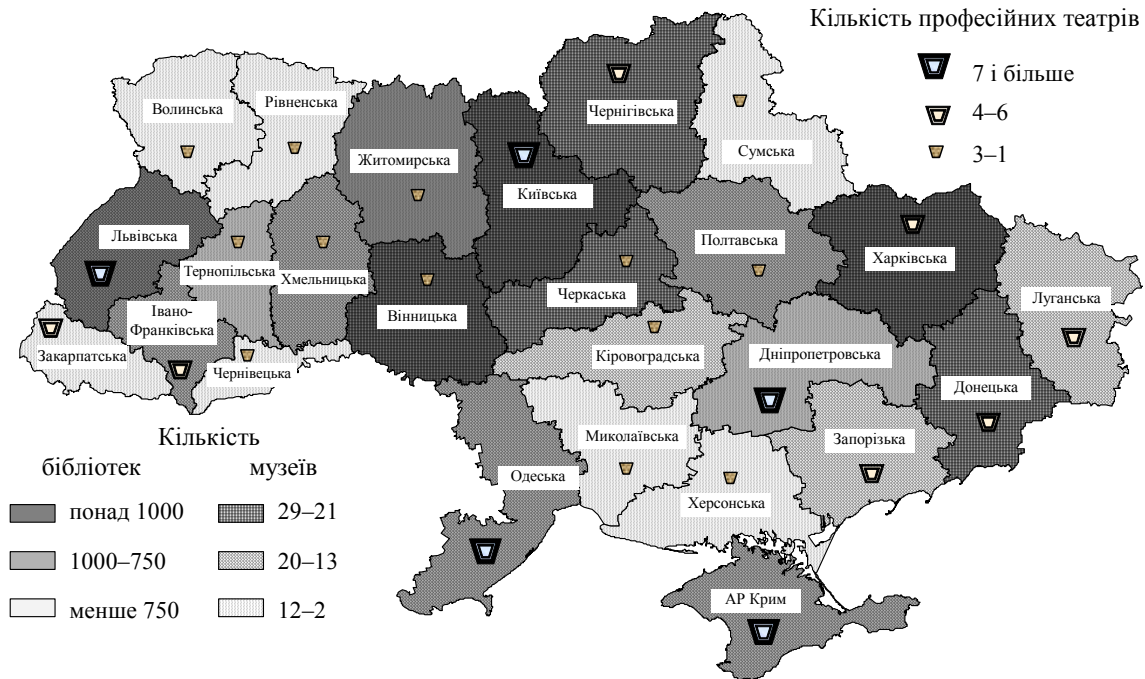 Кількість професійних театрів
7 і більше
4–6
3–1
Волинська
Рівненська
Житомирська
Київська
Чернігівська
Сумська
Львівська
Тернопільська
Хмельницька
Вінницька
Черкаська
Полтавська
Харківська
Луганська
Івано-
Франківська
Закарпатська
Чернівецька
Кіровоградська
Дніпропетровська
Донецька
Миколаївська
Запорізька
Одеська
Херсонська
АР Крим
Кількість
бібліотек
музеїв
понад 1000
29–21
1000–750
20–13
менше 750
12–2